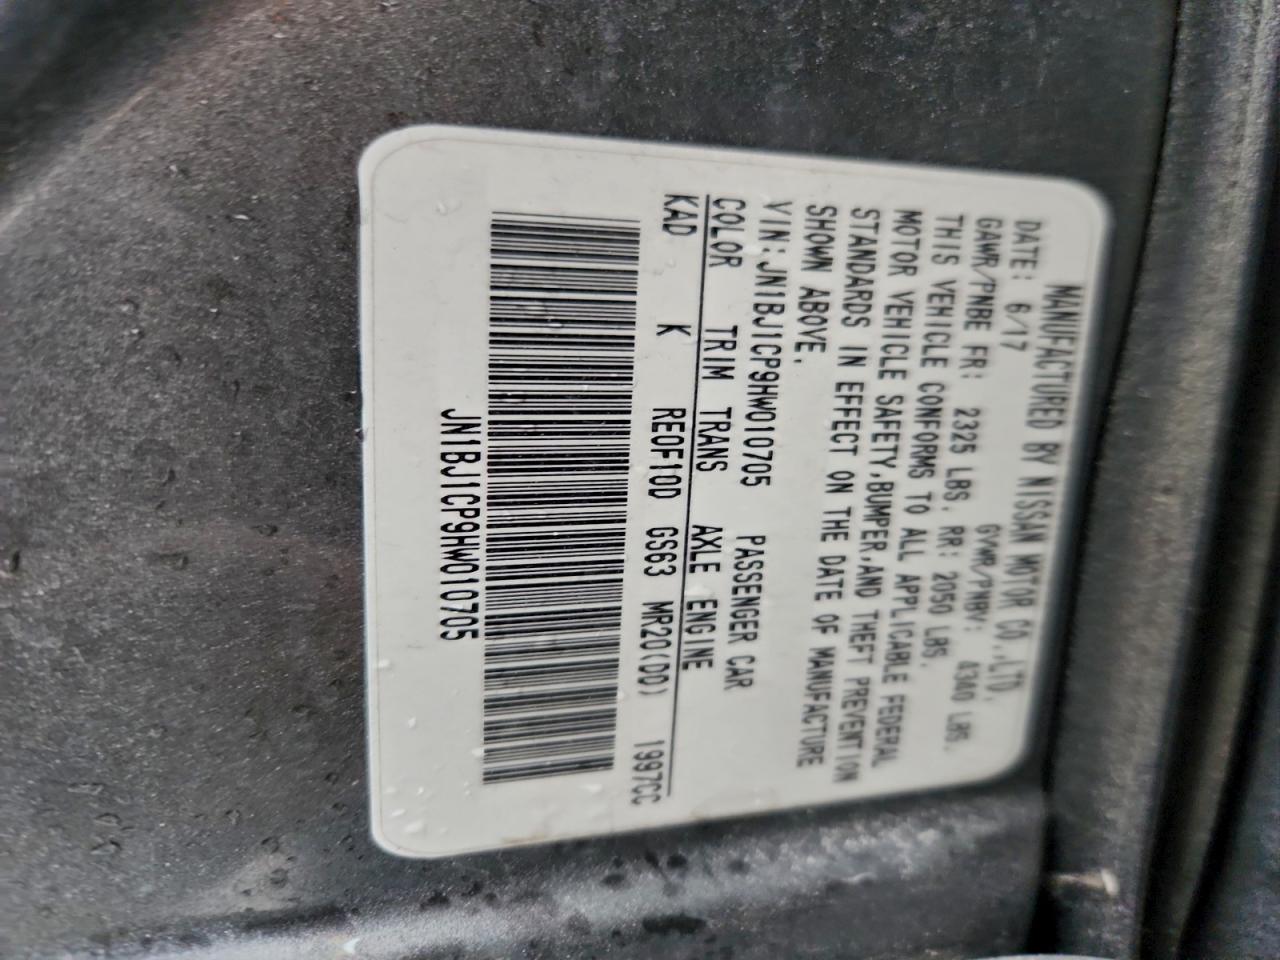 MANUFACTURED BY NISSAN MOTOR CO.,LTD.
DATE: 6/17 GVWR/PNBV: 4300 LBS.
GAWR/PNBE FR: 2325 LBS. RR: 2050 LBS.
THIS VEHICLE CONFORMS TO ALL APPLICABLE FEDERAL
MOTOR VEHICLE SAFETY,BUMPER,AND THEFT PREVENTION
STANDARDS IN EFFECT ON THE DATE OF MANUFACTURE
SHOWN ABOVE.
VIN:JN1BJ1CP9HW010705 PASSENGER CAR
COLOR TRIM TRANS AXLE ENGINE
KAD K RE0F10D GS63 MR20(DD) 1997CC
JN1BJ1CP9HW010705